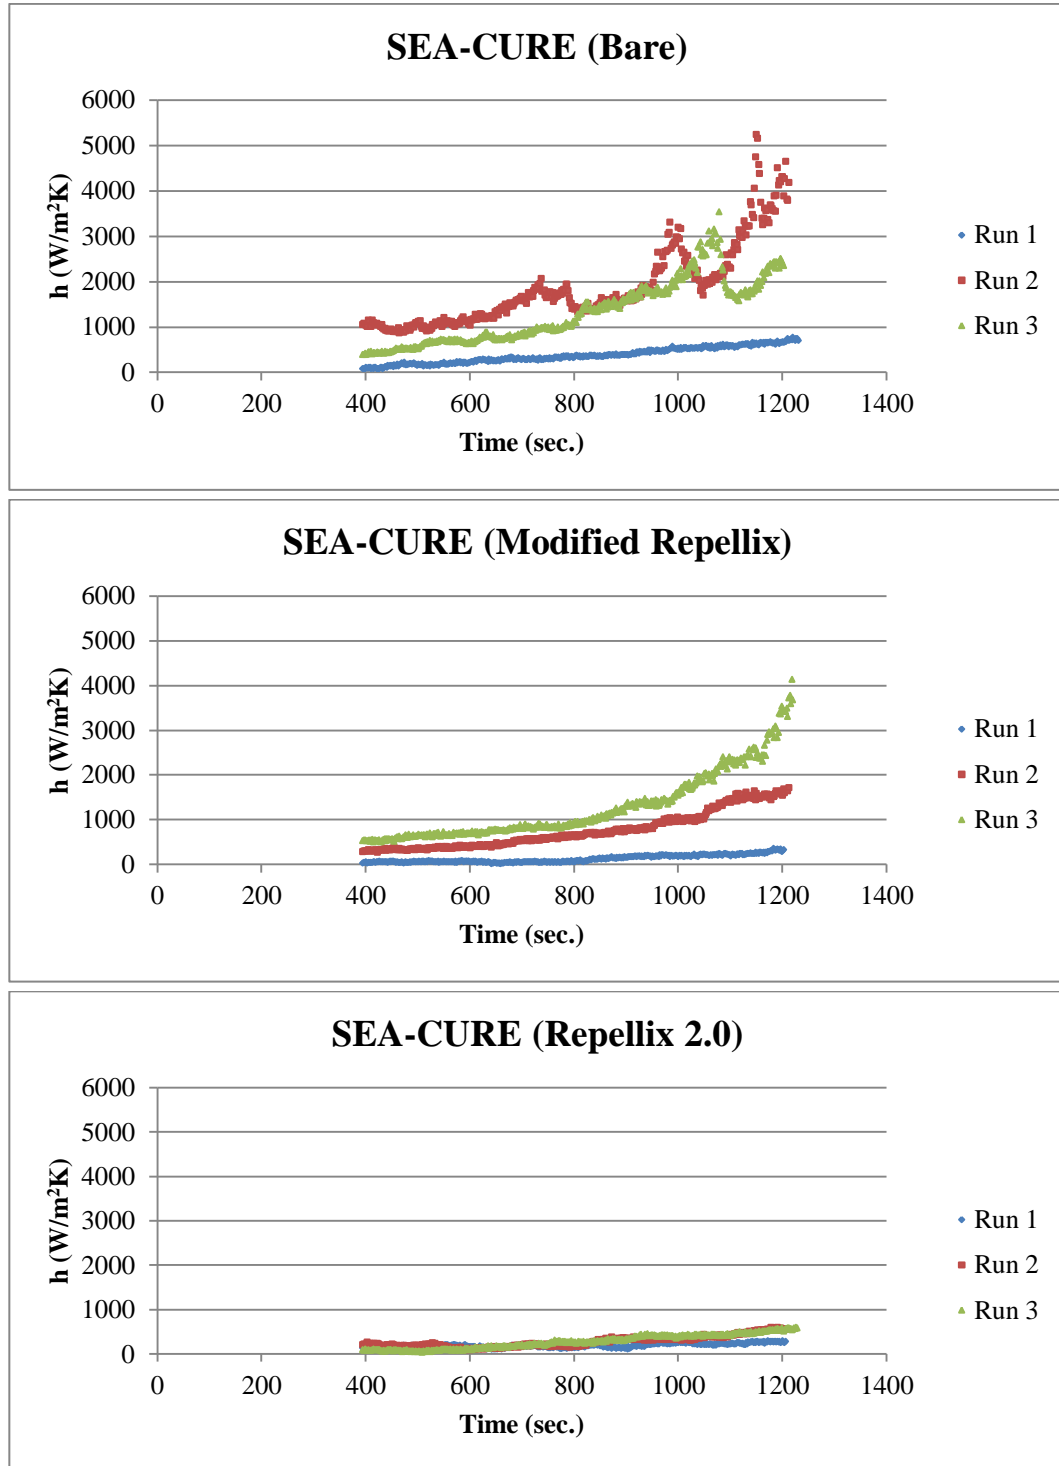 SEA-CURE (Bare)
6000
5000
4000
3000
2000
1000
0
h (W/m²K)
0 200 400 600 800 1000 1200 1400
Time (sec.)
Run 1
Run 2
Run 3
SEA-CURE (Modified Repellix)
6000
5000
4000
3000
2000
1000
0
h (W/m²K)
0 200 400 600 800 1000 1200 1400
Time (sec.)
Run 1
Run 2
Run 3
SEA-CURE (Repellix 2.0)
6000
5000
4000
3000
2000
1000
0
h (W/m²K)
0 200 400 600 800 1000 1200 1400
Time (sec.)
Run 1
Run 2
Run 3